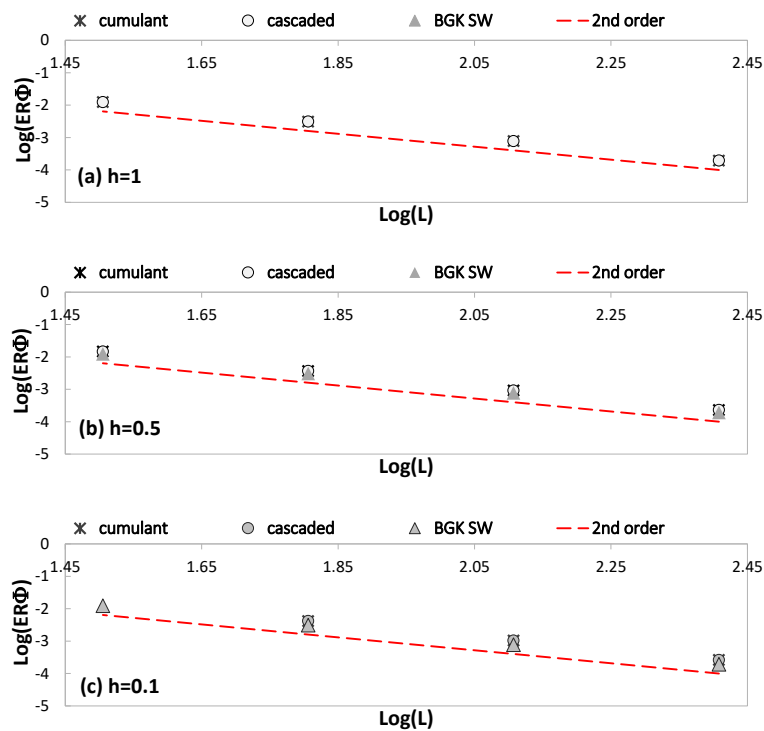 cumulant cascaded BGK SW 2nd order
0
1.45 1.65 1.85 2.05 2.25 2.45
-1
-2
-3
-4
-5
Log(ERΦ)
(a) h=1
Log(L)
cumulant cascaded BGK SW 2nd order
0
1.45 1.65 1.85 2.05 2.25 2.45
-1
-2
-3
-4
-5
Log(ERΦ)
(b) h=0.5
Log(L)
cumulant cascaded BGK SW 2nd order
0
1.45 1.65 1.85 2.05 2.25 2.45
-1
-2
-3
-4
-5
Log(ERΦ)
(c) h=0.1
Log(L)